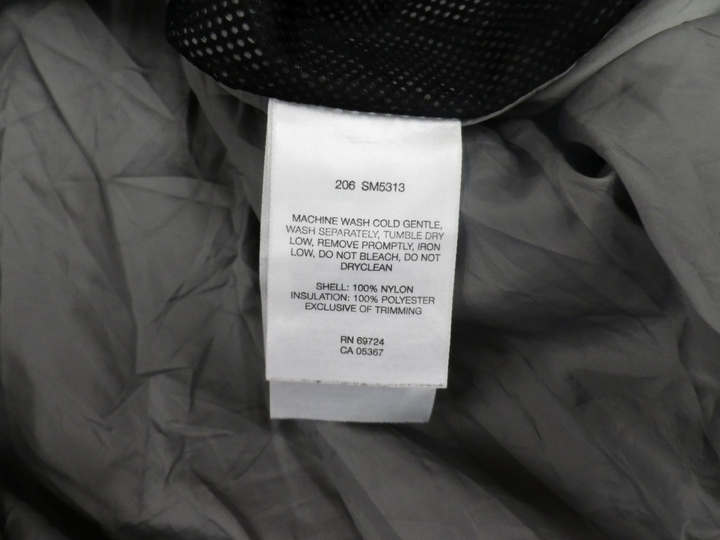 206 SM5313
MACHINE WASH COLD GENTLE,
WASH SEPARATELY, TUMBLE DRY
LOW, REMOVE PROMPTLY, IRON
LOW, DO NOT BLEACH, DO NOT
DRYCLEAN
SHELL: 100% NYLON
INSULATION: 100% POLYESTER
EXCLUSIVE OF TRIMMING
RN 69724
CA 05367